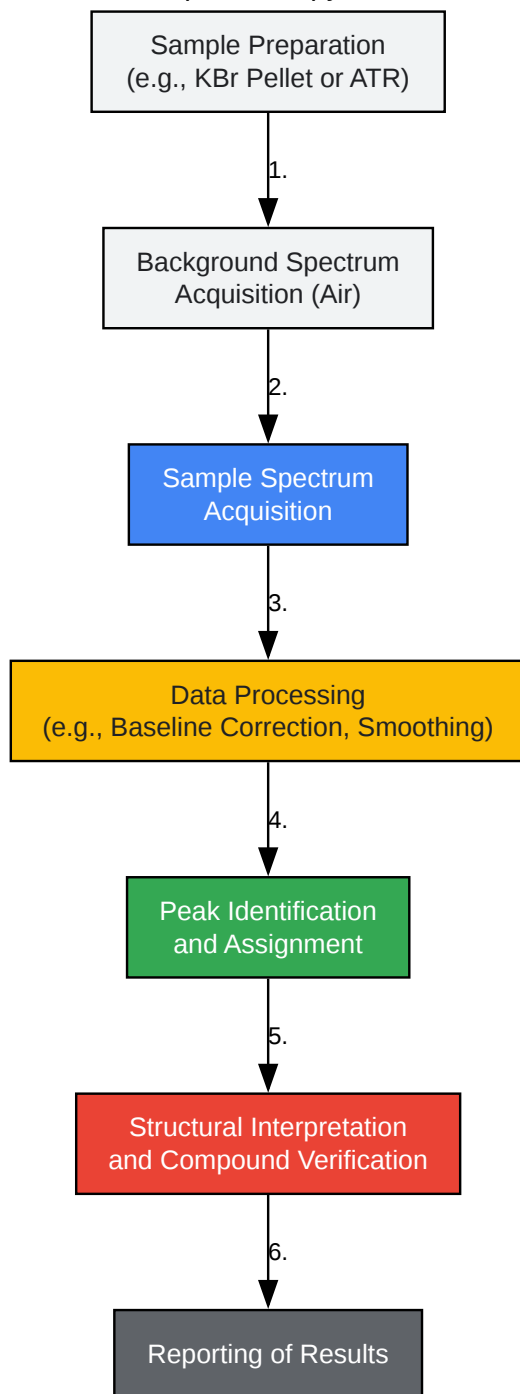 Sample Preparation
(e.g., KBr Pellet or ATR)
1.
Background Spectrum
Acquisition (Air)
2.
Sample Spectrum
Acquisition
3.
Data Processing
(e.g., Baseline Correction, Smoothing)
4.
Peak Identification
and Assignment
5.
Structural Interpretation
and Compound Verification
6.
Reporting of Results